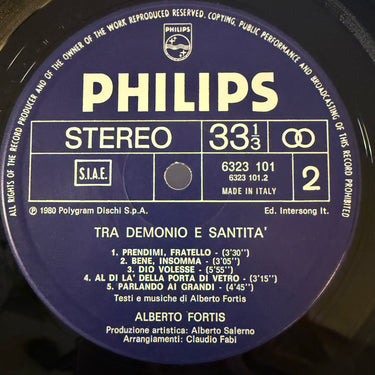 ALL RIGHTS OF THE RECORD PRODUCER AND OF THE OWNER OF THE WORK REPRODUCED RESERVED. COPYING, PUBLIC PERFORMANCE AND BROADCASTING OF THIS RECORD PROHIBITED
PHILIPS
PHILIPS
STEREO 33 1/3
S.I.A.E.
6323 101
6323 101.2
MADE IN ITALY
2
℗ 1980 Polygram Dischi S.p.A.
Ed. Intersong It.
TRA DEMONIO E SANTITA'
1. PRENDIMI, FRATELLO - (3'30'')
2. BENE, INSOMMA - (3'05'')
3. DIO VOLESSE - (5'55'')
4. AL DI LA' DELLA PORTA DI VETRO - (3'15'')
5. PARLANDO AI GRANDI - (4'45'')
Testi e musiche di Alberto Fortis
ALBERTO FORTIS
Produzione artistica: Alberto Salerno
Arrangiamenti: Claudio Fabi